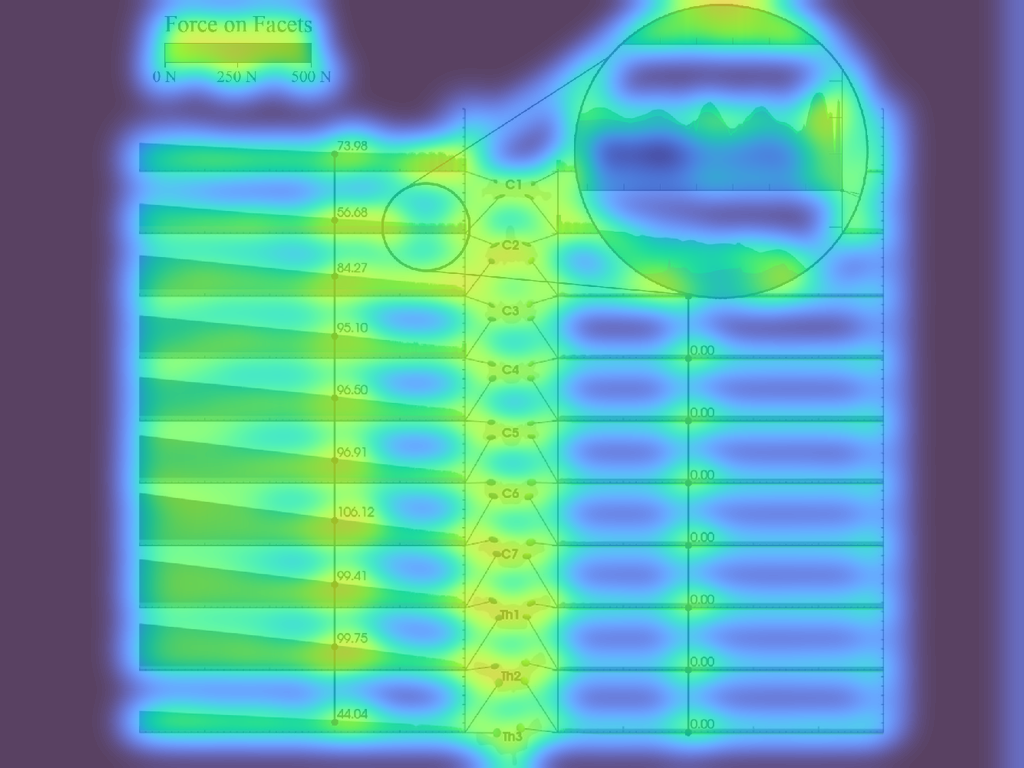 Force on Facets
0 N 250 N 500 N
73.98
C1
56.68
C2
84.27
C3
95.10 0.00
C4
96.50 0.00
C5
96.91 0.00
C6
106.12 0.00
C7
99.41 0.00
Th1
99.75 0.00
Th2
44.04 0.00
Th3